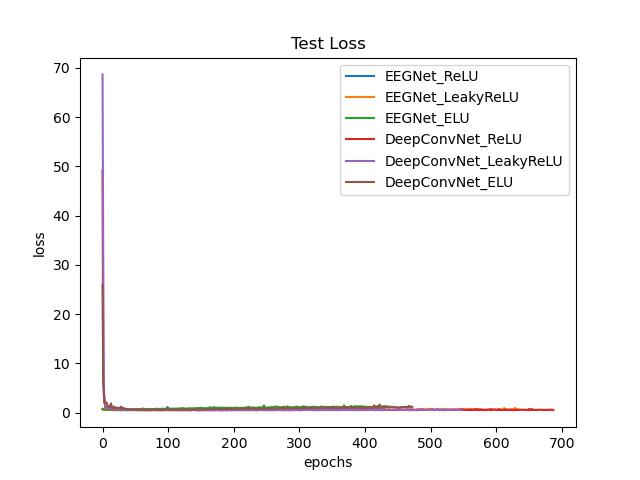 Test Loss
70
60
50
40
30
20
10
0
loss
EEGNet_ReLU
EEGNet_LeakyReLU
EEGNet_ELU
DeepConvNet_ReLU
DeepConvNet_LeakyReLU
DeepConvNet_ELU
0 100 200 300 400 500 600 700
epochs